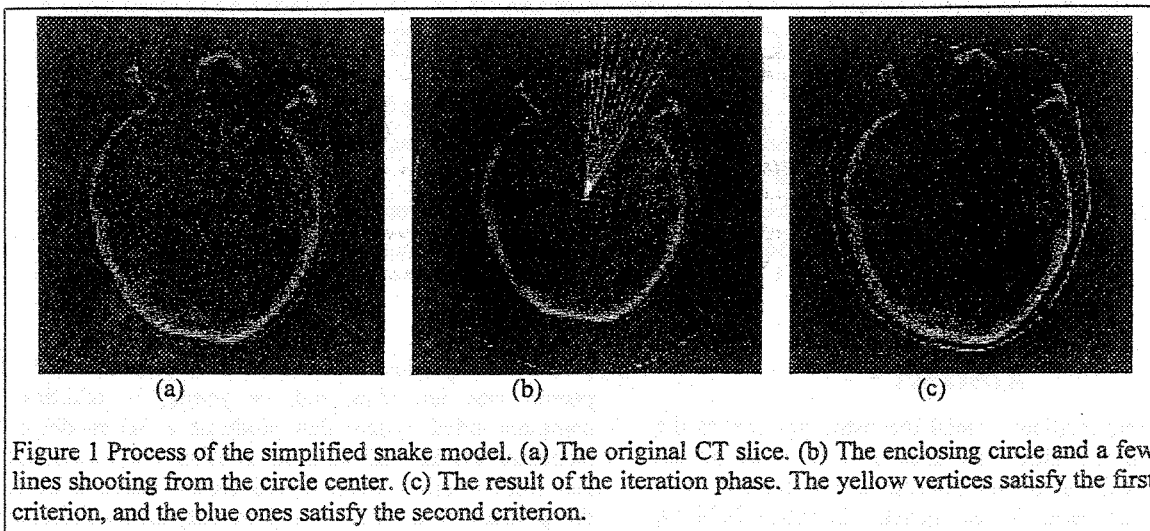 (a) (b) (c)
Figure 1 Process of the simplified snake model. (a) The original CT slice. (b) The enclosing circle and a few
lines shooting from the circle center. (c) The result of the iteration phase. The yellow vertices satisfy the first
criterion, and the blue ones satisfy the second criterion.